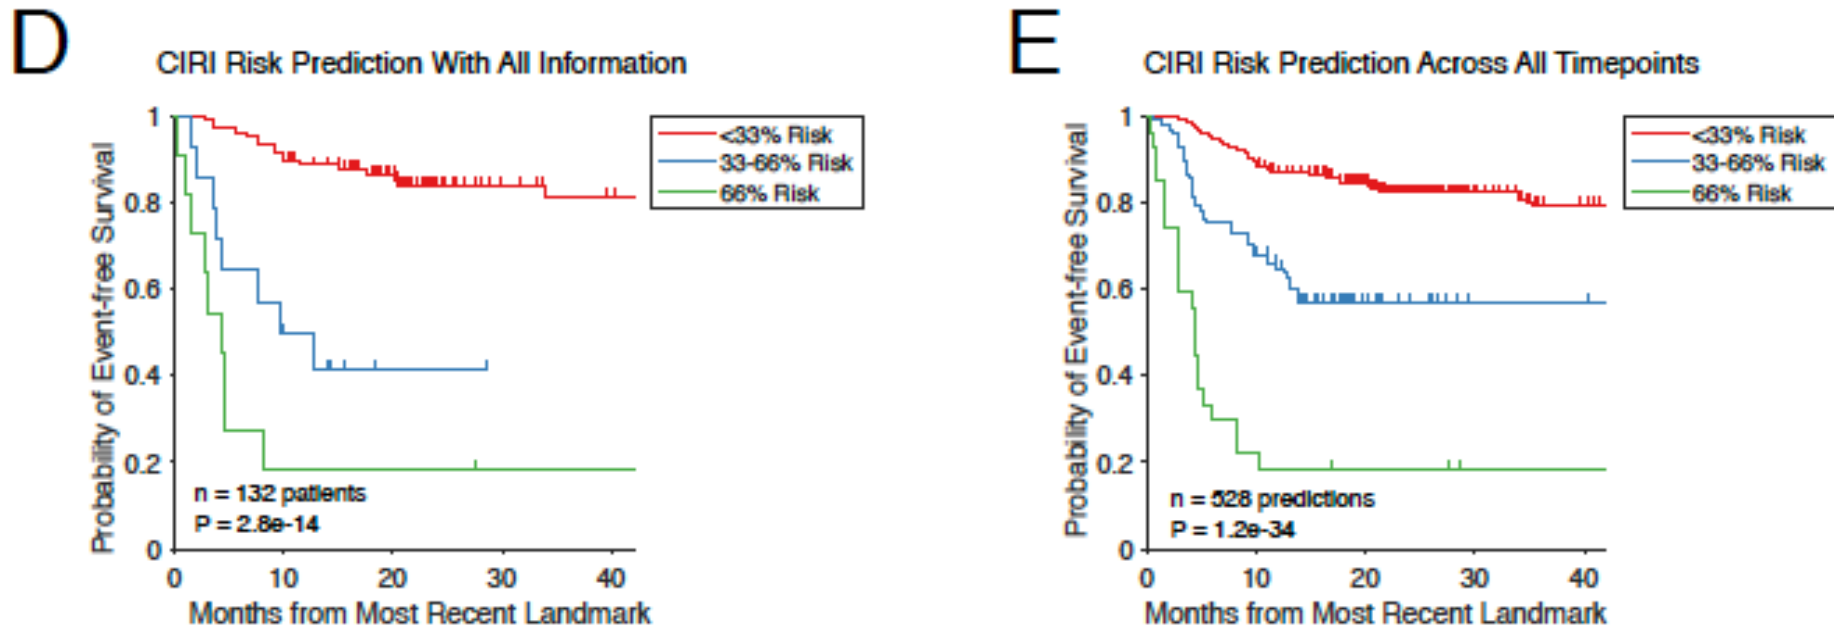 D
CIRI Risk Prediction With All Information
Probability of Event-free Survival
1
0.8
0.6
0.4
0.2
0
<33% Risk
33-66% Risk
66% Risk
n = 132 patients
P = 2.8e-14
0 10 20 30 40
Months from Most Recent Landmark
E
CIRI Risk Prediction Across All Timepoints
Probability of Event-free Survival
1
0.8
0.6
0.4
0.2
0
<33% Risk
33-66% Risk
66% Risk
n = 528 predictions
P = 1.2e-34
0 10 20 30 40
Months from Most Recent Landmark